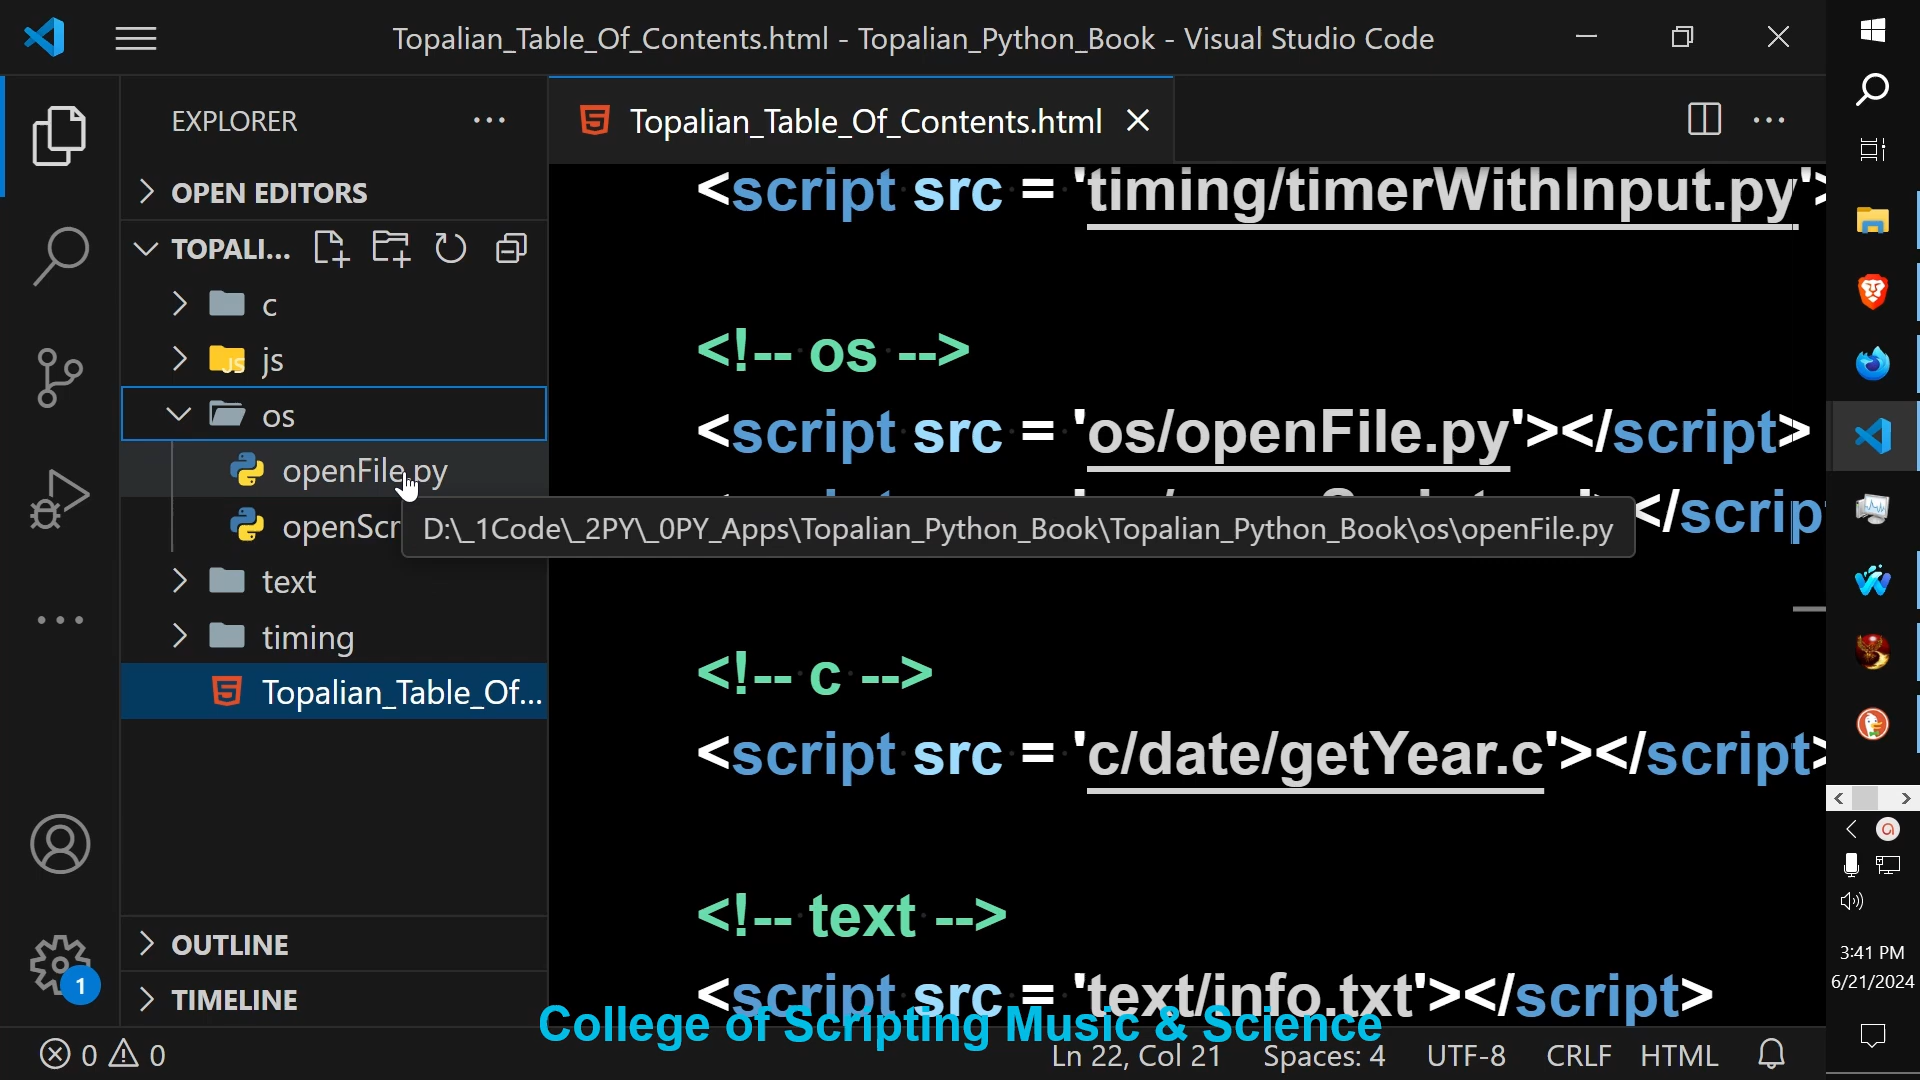 Topalian_Table_Of_Contents.html - Topalian_Python_Book - Visual Studio Code
EXPLORER
OPEN EDITORS
TOPALI...
c
js
os
openFile.py
openScr
text
timing
Topalian_Table_Of...
OUTLINE
TIMELINE
Topalian_Table_Of_Contents.html
<script src = 'timing/timerWithInput.py'>
<!-- os -->
<script src = 'os/openFile.py'></script>
</scrip
D:\_1Code\_2PY\_0PY_Apps\Topalian_Python_Book\Topalian_Python_Book\os\openFile.py
<!-- c -->
<script src = 'c/date/getYear.c'></script>
<!-- text -->
<script src = 'text/info.txt'></script>
College of Scripting Music & Science
1
0 0
Ln 22, Col 21 Spaces: 4 UTF-8 CRLF HTML
3:41 PM
6/21/2024